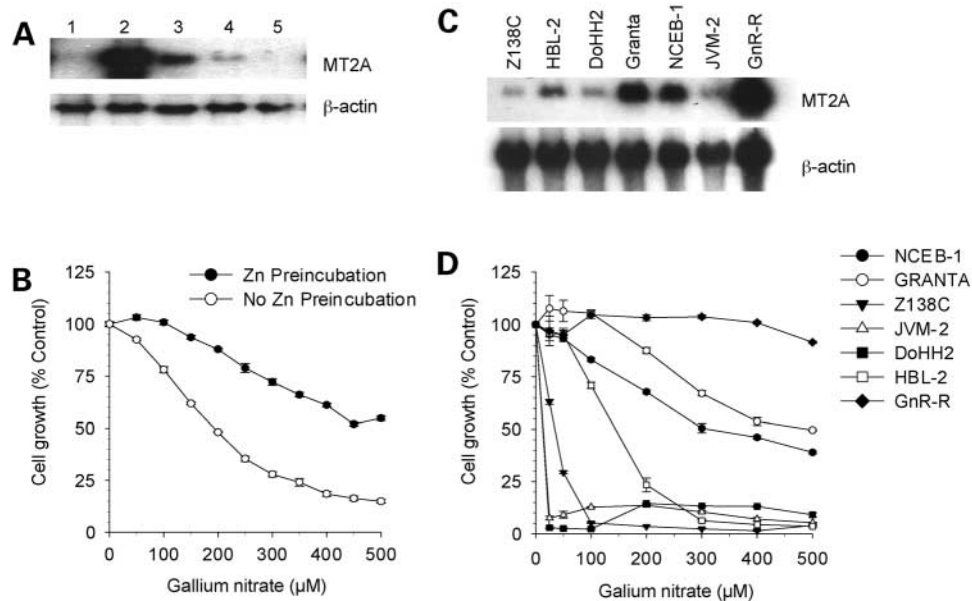 A
1 2 3 4 5
MT2A
β-actin
C
Z138C
HBL-2
DoHH2
Granta
NCEB-1
JVM-2
GnR-R
MT2A
β-actin
B
Zn Preincubation
No Zn Preincubation
Cell growth (% Control)
125
100
75
50
25
0
0 100 200 300 400 500
Gallium nitrate (µM)
D
NCEB-1
GRANTA
Z138C
JVM-2
DoHH2
HBL-2
GnR-R
Cell growth (% Control)
125
100
75
50
25
0
0 100 200 300 400 500
Galium nitrate (µM)